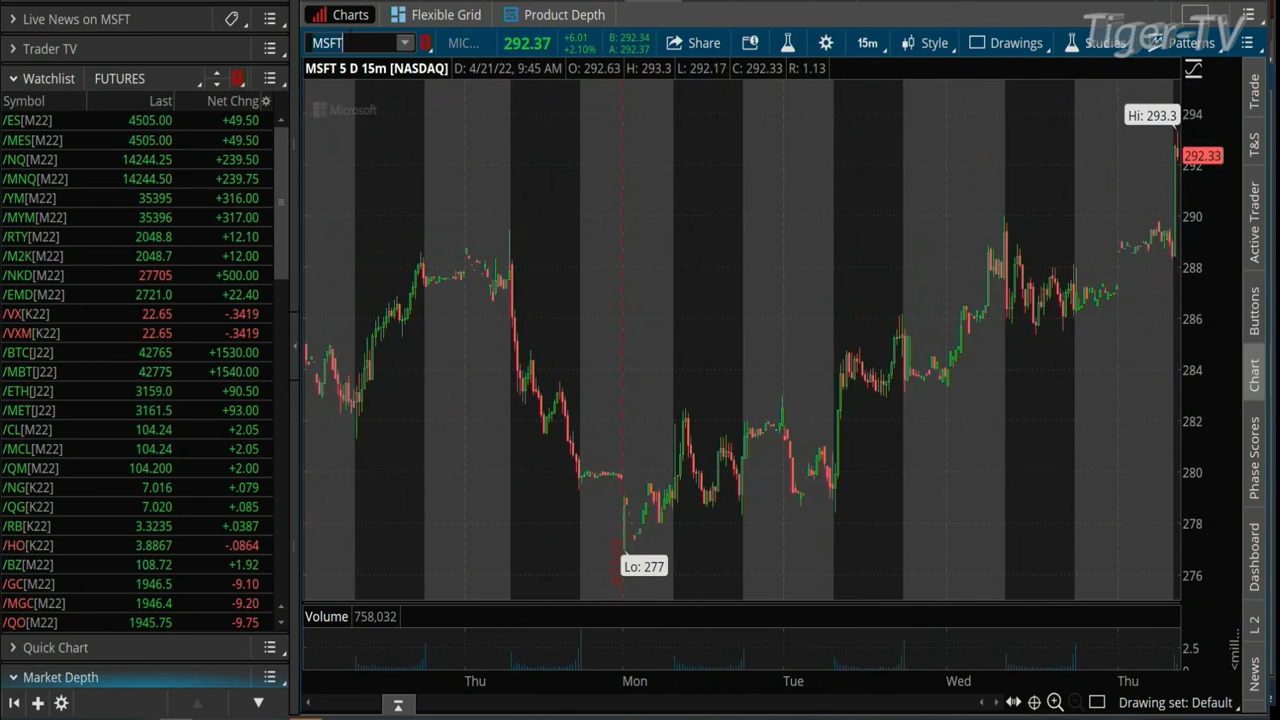 Live News on MSFT
Trader TV
Watchlist FUTURES
Symbol Last Net Chng
/ES[M22] 4505.00 +49.50
/MES[M22] 4505.00 +49.50
/NQ[M22] 14244.25 +239.50
/MNQ[M22] 14244.50 +239.75
/YM[M22] 35395 +316.00
/MYM[M22] 35396 +317.00
/RTY[M22] 2048.8 +12.10
/M2K[M22] 2048.7 +12.00
/NKD[M22] 27705 +500.00
/EMD[M22] 2721.0 +22.40
/VX[K22] 22.65 -.3419
/VXM[K22] 22.65 -.3419
/BTC[J22] 42765 +1530.00
/MBT[J22] 42775 +1540.00
/ETH[J22] 3159.0 +90.50
/MET[J22] 3161.5 +93.00
/CL[M22] 104.24 +2.05
/MCL[M22] 104.24 +2.05
/QM[M22] 104.200 +2.00
/NG[K22] 7.016 +.079
/QG[K22] 7.020 +.085
/RB[K22] 3.3235 +.0387
/HO[K22] 3.8867 -.0864
/BZ[M22] 108.72 +1.92
/GC[M22] 1946.5 -9.10
/MGC[M22] 1946.4 -9.20
/QO[M22] 1945.75 -9.75
Quick Chart
Market Depth
Charts Flexible Grid Product Depth
Tiger-TV
MSFT MIC... 292.37 +6.01 B: 292.34
+2.10% A: 292.37
Share 15m Style Drawings Studies Patterns
MSFT 5 D 15m [NASDAQ] D: 4/21/22, 9:45 AM O: 292.63 H: 293.3 L: 292.17 C: 292.33 R: 1.13
Microsoft
Hi: 293.3
294
292.33
292
290
288
286
284
282
280
278
276
Lo: 277
Volume 758,032
2.5
0
<mill...
Thu Mon Tue Wed Thu
Drawing set: Default
Trade
T&S
Active Trader
Buttons
Chart
Phase Scores
Dashboard
L 2
News